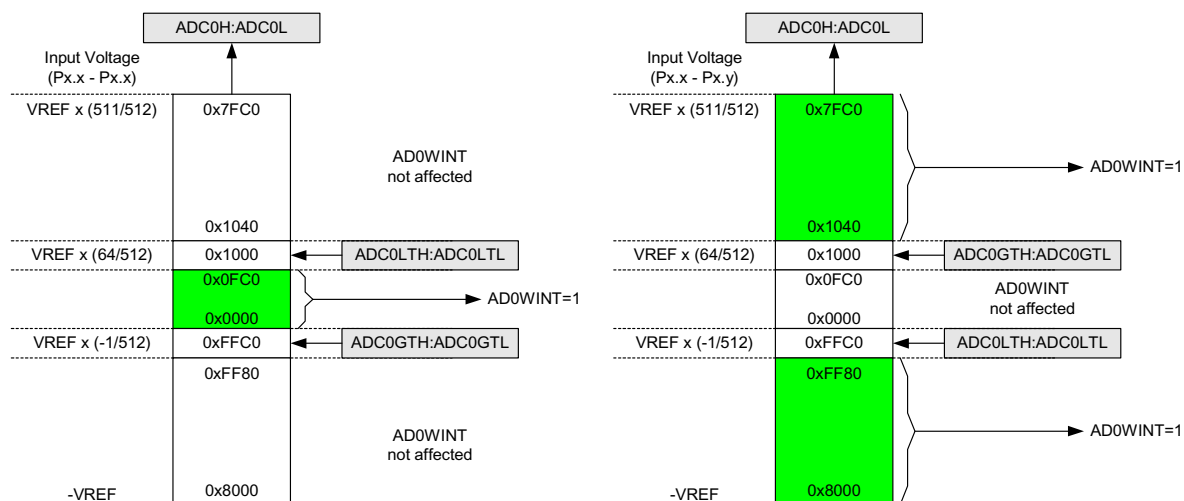 ADC0H:ADC0L
Input Voltage
(Px.x - Px.x)
VREF x (511/512)
0x7FC0
AD0WINT
not affected
0x1040
VREF x (64/512)
0x1000
ADC0LTH:ADC0LTL
0x0FC0
AD0WINT=1
0x0000
VREF x (-1/512)
0xFFC0
ADC0GTH:ADC0GTL
0xFF80
AD0WINT
not affected
-VREF
0x8000
ADC0H:ADC0L
Input Voltage
(Px.x - Px.y)
VREF x (511/512)
0x7FC0
AD0WINT=1
0x1040
VREF x (64/512)
0x1000
ADC0GTH:ADC0GTL
0x0FC0
AD0WINT
not affected
0x0000
VREF x (-1/512)
0xFFC0
ADC0LTH:ADC0LTL
0xFF80
AD0WINT=1
-VREF
0x8000